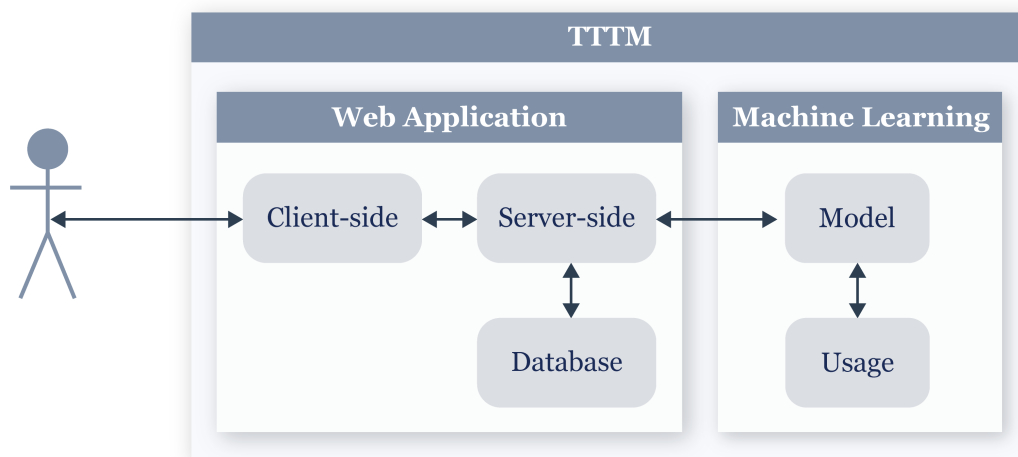 TTTM
Web Application
Machine Learning
Client-side
Server-side
Model
Database
Usage